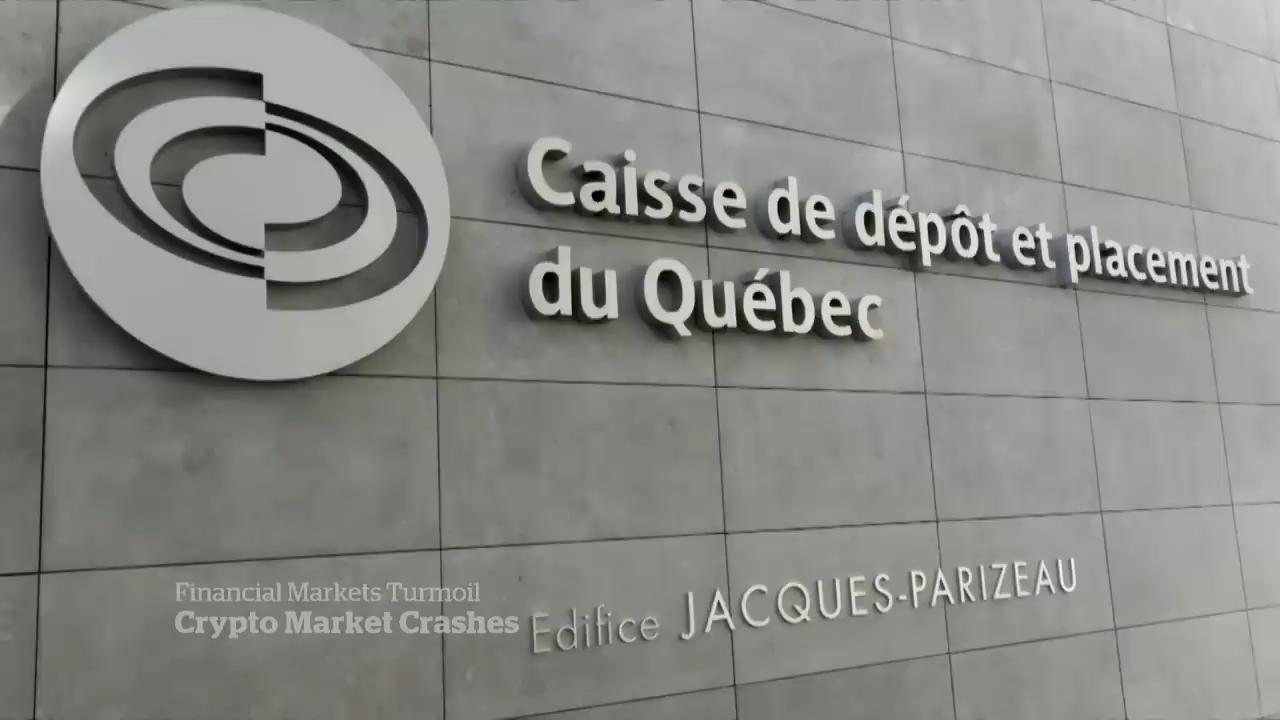 Caisse de dépôt et placement
du Québec
Edifice JACQUES-PARIZEAU
Financial Markets Turmoil
Crypto Market Crashes